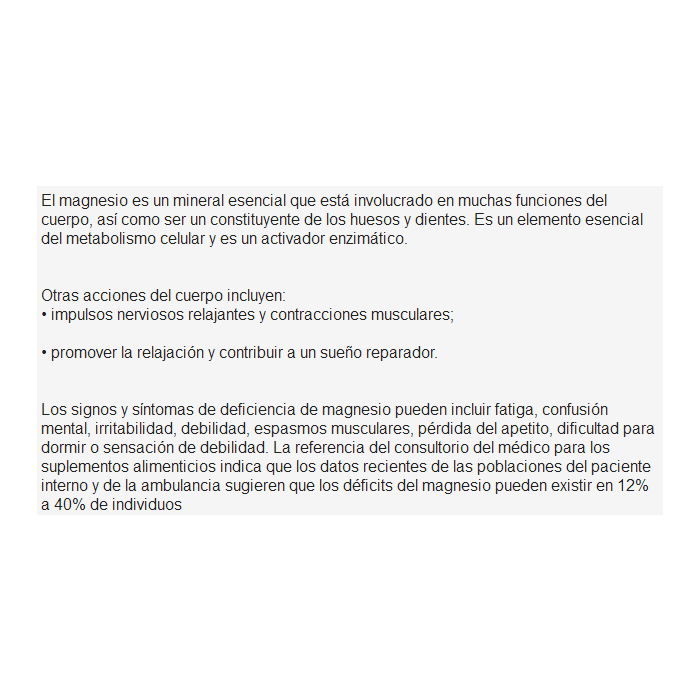 El magnesio es un mineral esencial que está involucrado en muchas funciones del
cuerpo, así como ser un constituyente de los huesos y dientes. Es un elemento esencial
del metabolismo celular y es un activador enzimático.
Otras acciones del cuerpo incluyen:
• impulsos nerviosos relajantes y contracciones musculares;
• promover la relajación y contribuir a un sueño reparador.
Los signos y síntomas de deficiencia de magnesio pueden incluir fatiga, confusión
mental, irritabilidad, debilidad, espasmos musculares, pérdida del apetito, dificultad para
dormir o sensación de debilidad. La referencia del consultorio del médico para los
suplementos alimenticios indica que los datos recientes de las poblaciones del paciente
interno y de la ambulancia sugieren que los déficits del magnesio pueden existir en 12%
a 40% de individuos